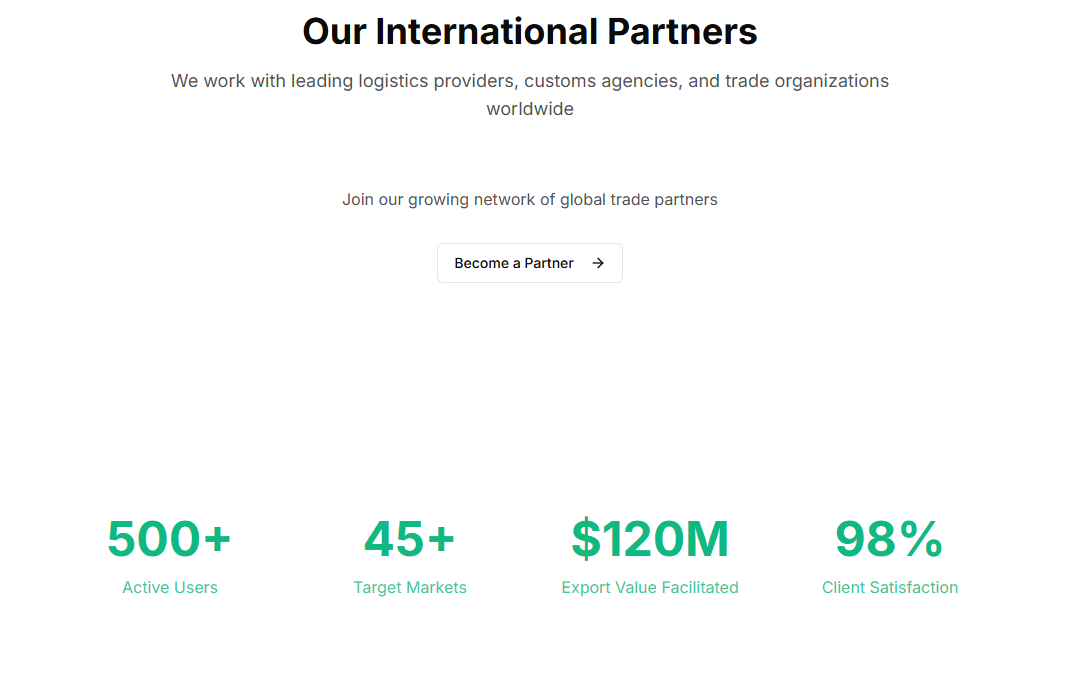 Our International Partners
We work with leading logistics providers, customs agencies, and trade organizations
worldwide
Join our growing network of global trade partners
Become a Partner →
500+
45+
$120M
98%
Active Users
Target Markets
Export Value Facilitated
Client Satisfaction